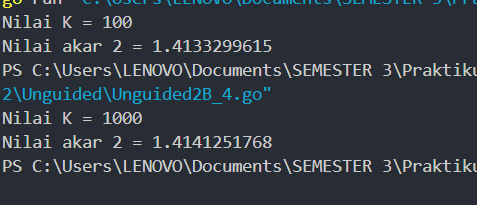 go run "c:\Users\LENOVO\Documents\SEMESTER 3\Pra
Nilai K = 100
Nilai akar 2 = 1.4133299615
PS C:\Users\LENOVO\Documents\SEMESTER 3\Praktiku
2\Unguided\Unguided2B_4.go"
Nilai K = 1000
Nilai akar 2 = 1.4141251768
PS C:\Users\LENOVO\Documents\SEMESTER 3\Praktiku